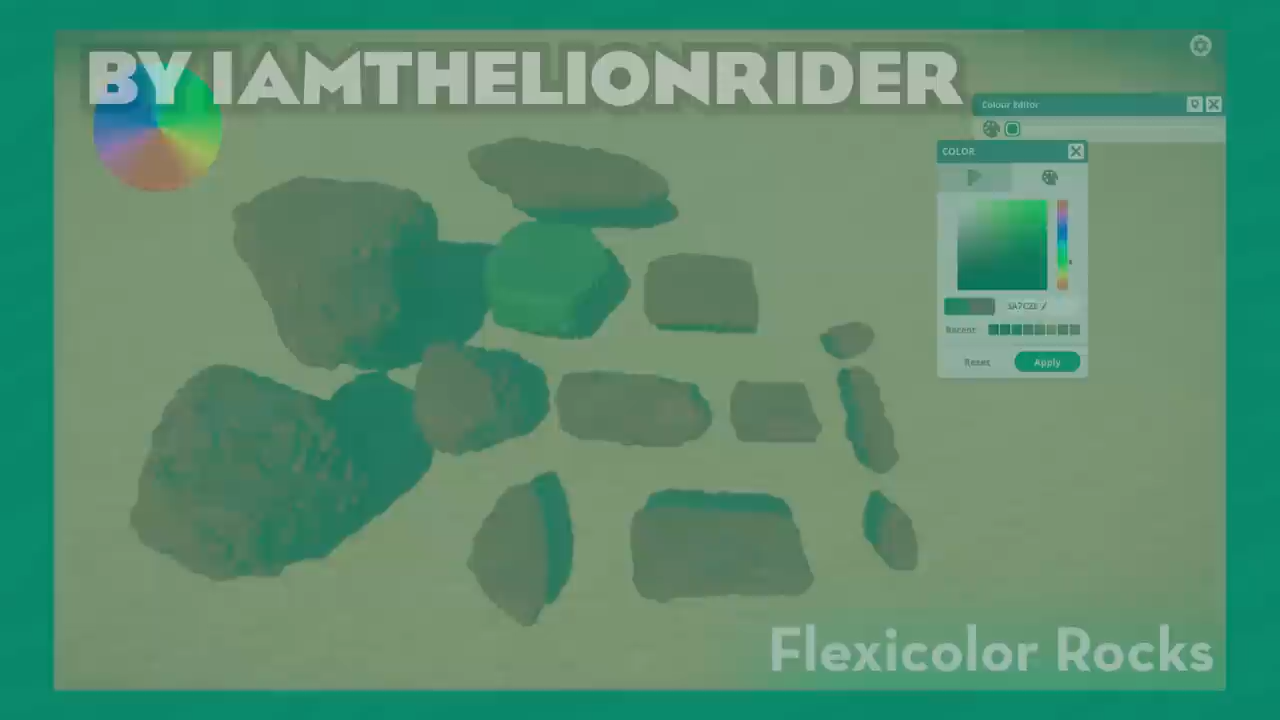 BY IAMTHELIONRIDER
Colour Editor
COLOR
Recent
Reset
Apply
Flexicolor Rocks